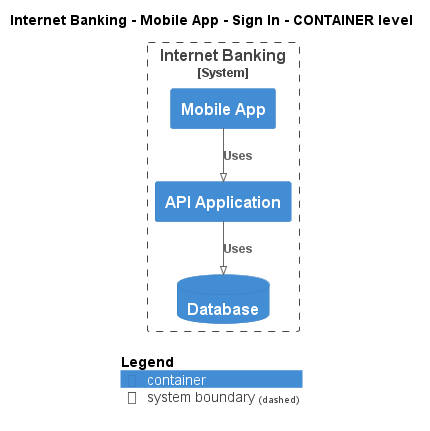 Internet Banking - Mobile App - Sign In - CONTAINER level
Internet Banking
[System]
Mobile App
Uses
API Application
Uses
Database
Legend
container
system boundary (dashed)